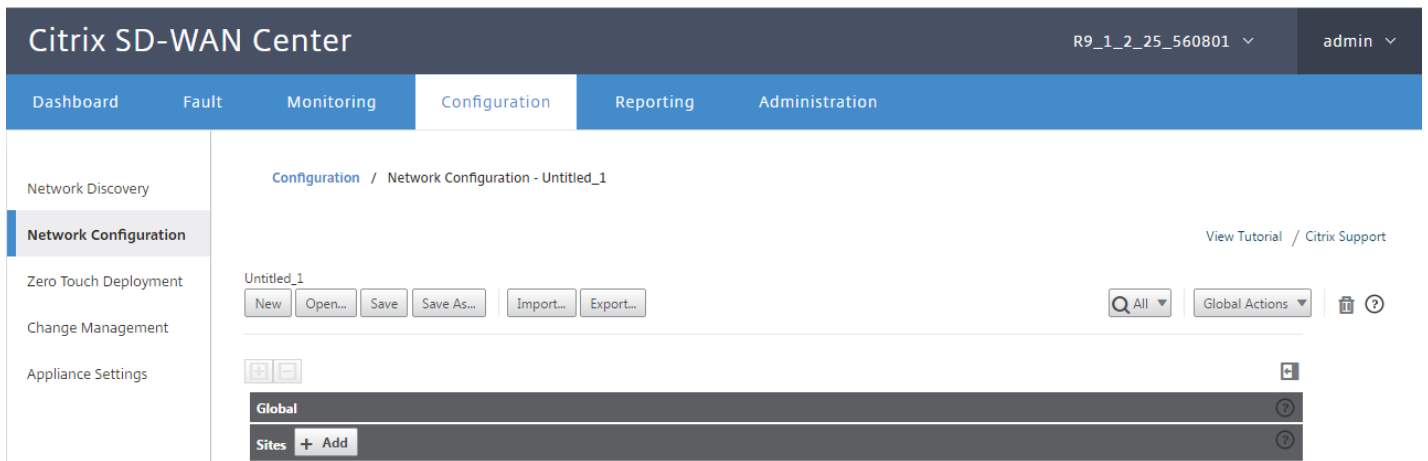 Citrix SD-WAN Center R9_1_2_25_560801 admin
Dashboard Fault Monitoring Configuration Reporting Administration
Network Discovery
Network Configuration
Zero Touch Deployment
Change Management
Appliance Settings
Configuration / Network Configuration - Untitled_1
View Tutorial / Citrix Support
Untitled_1
New Open... Save Save As... Import... Export... All Global Actions ?
Global ?
Sites + Add ?